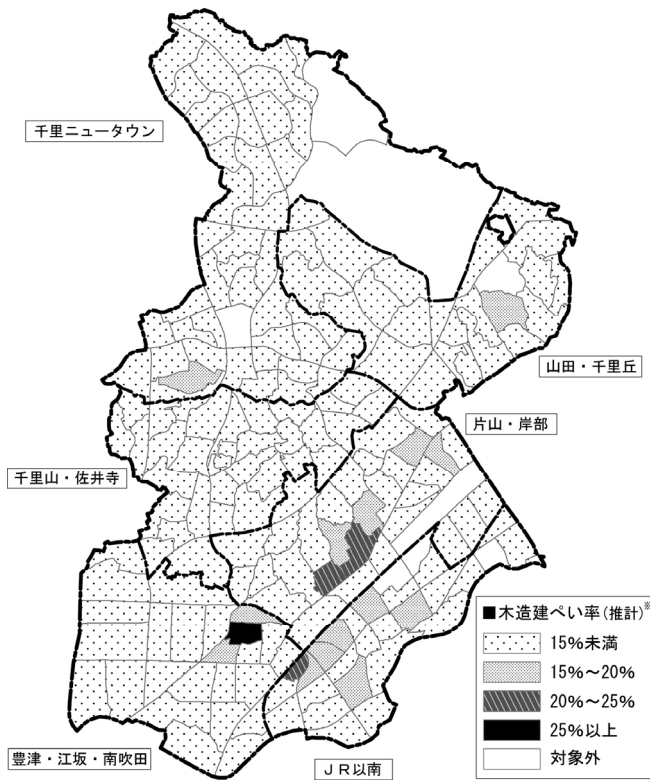 千里ニュータウン
山田・千里丘
片山・岸部
千里山・佐井寺
■木造建ぺい率(推計)※
15%未満
15%~20%
20%~25%
25%以上
対象外
豊津・江坂・南吹田
JR以南